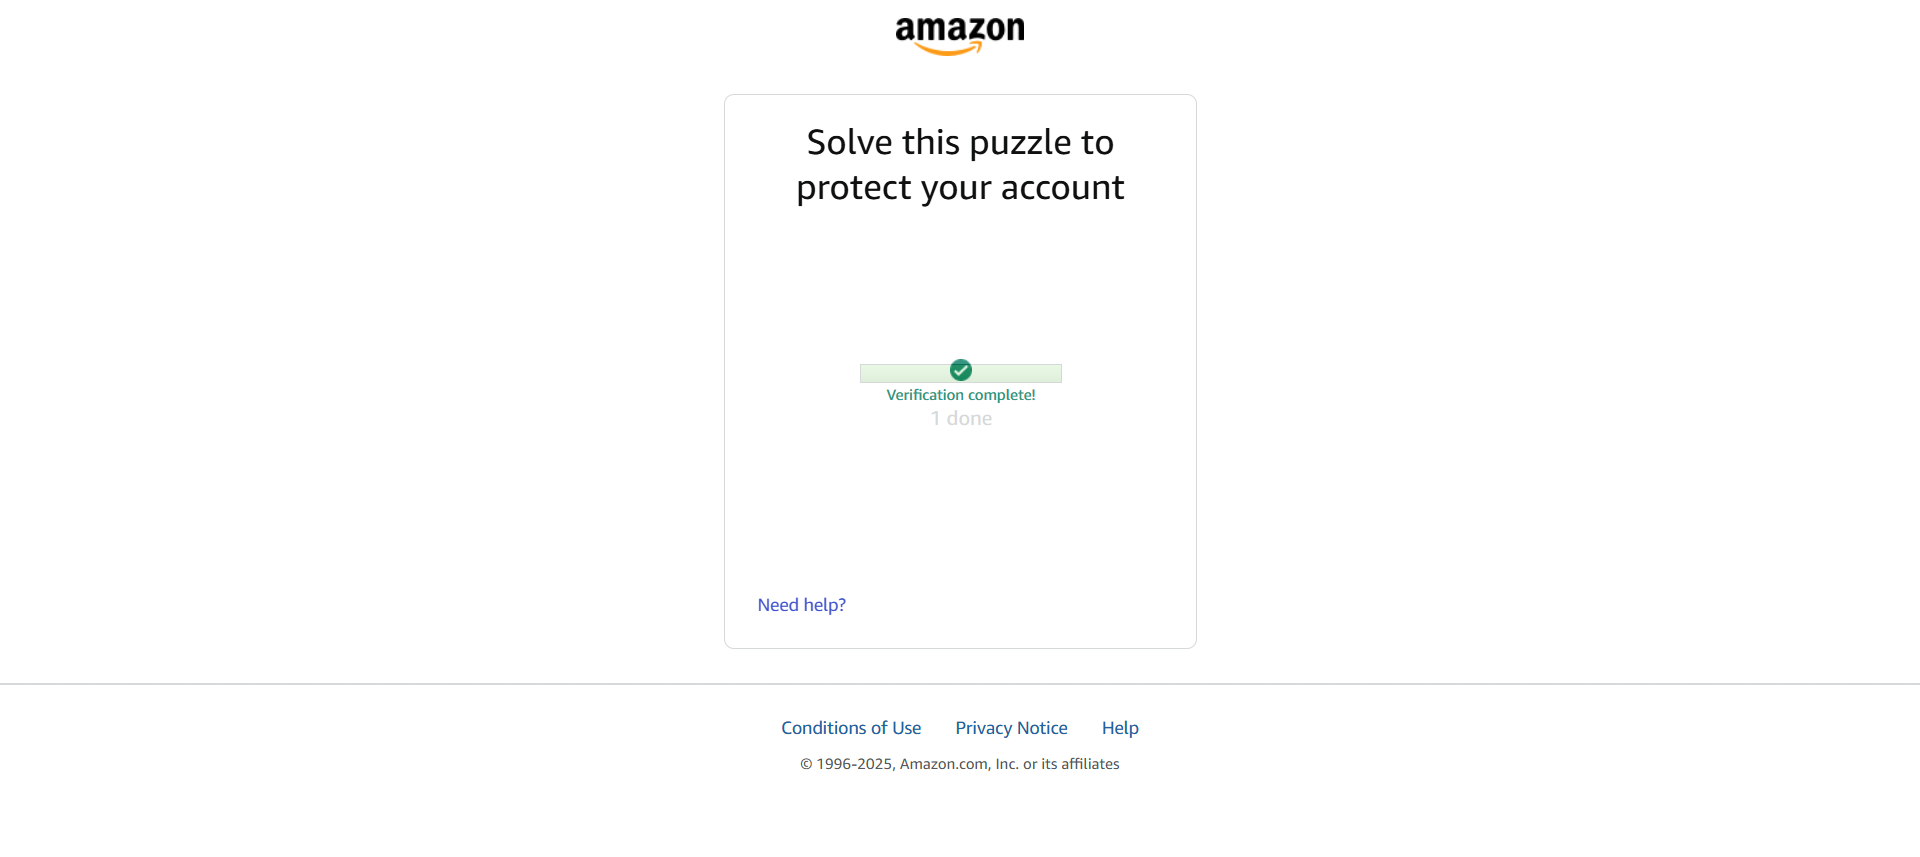 amazon
Solve this puzzle to
protect your account
Verification complete!
1 done
Need help?
Conditions of Use Privacy Notice Help
© 1996-2025, Amazon.com, Inc. or its affiliates